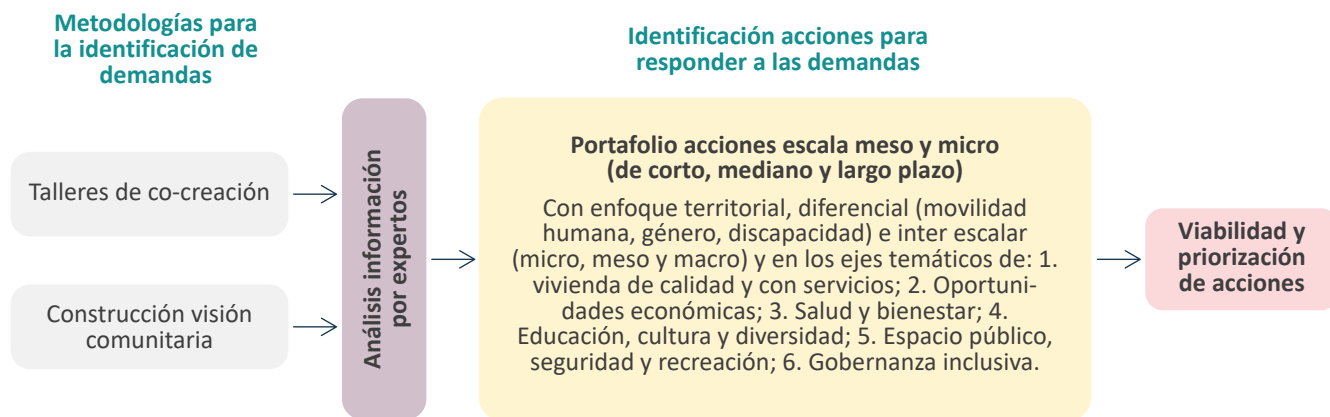 Metodologías para
la identificación de
demandas
Identificación acciones para
responder a las demandas
Talleres de co-creación
Construcción visión
comunitaria
Análisis información
por expertos
Portafolio acciones escala meso y micro
(de corto, mediano y largo plazo)
Con enfoque territorial, diferencial (movilidad
humana, género, discapacidad) e inter escalar
(micro, meso y macro) y en los ejes temáticos de: 1.
vivienda de calidad y con servicios; 2. Oportuni-
dades económicas; 3. Salud y bienestar; 4.
Educación, cultura y diversidad; 5. Espacio público,
seguridad y recreación; 6. Gobernanza inclusiva.
Viabilidad y
priorización
de acciones